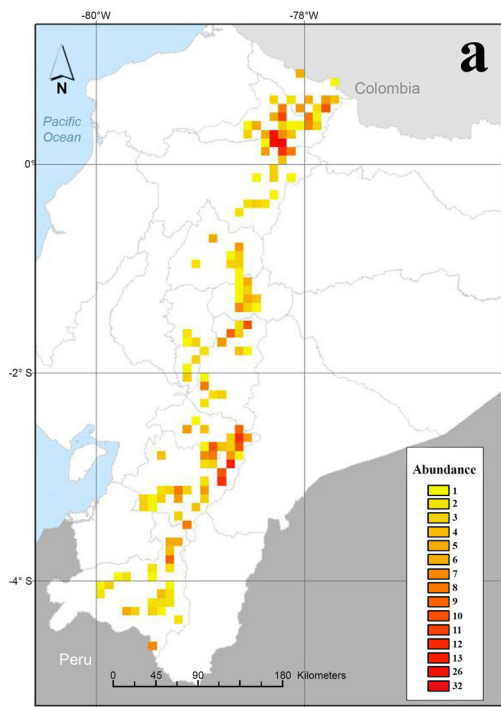 -80°W
-78°W
a
N
Colombia
Pacific
Ocean
0°
-2° S
-4° S
Abundance
1
2
3
4
5
6
7
8
9
10
11
12
13
26
32
Peru
0 45 90 180 Kilometers